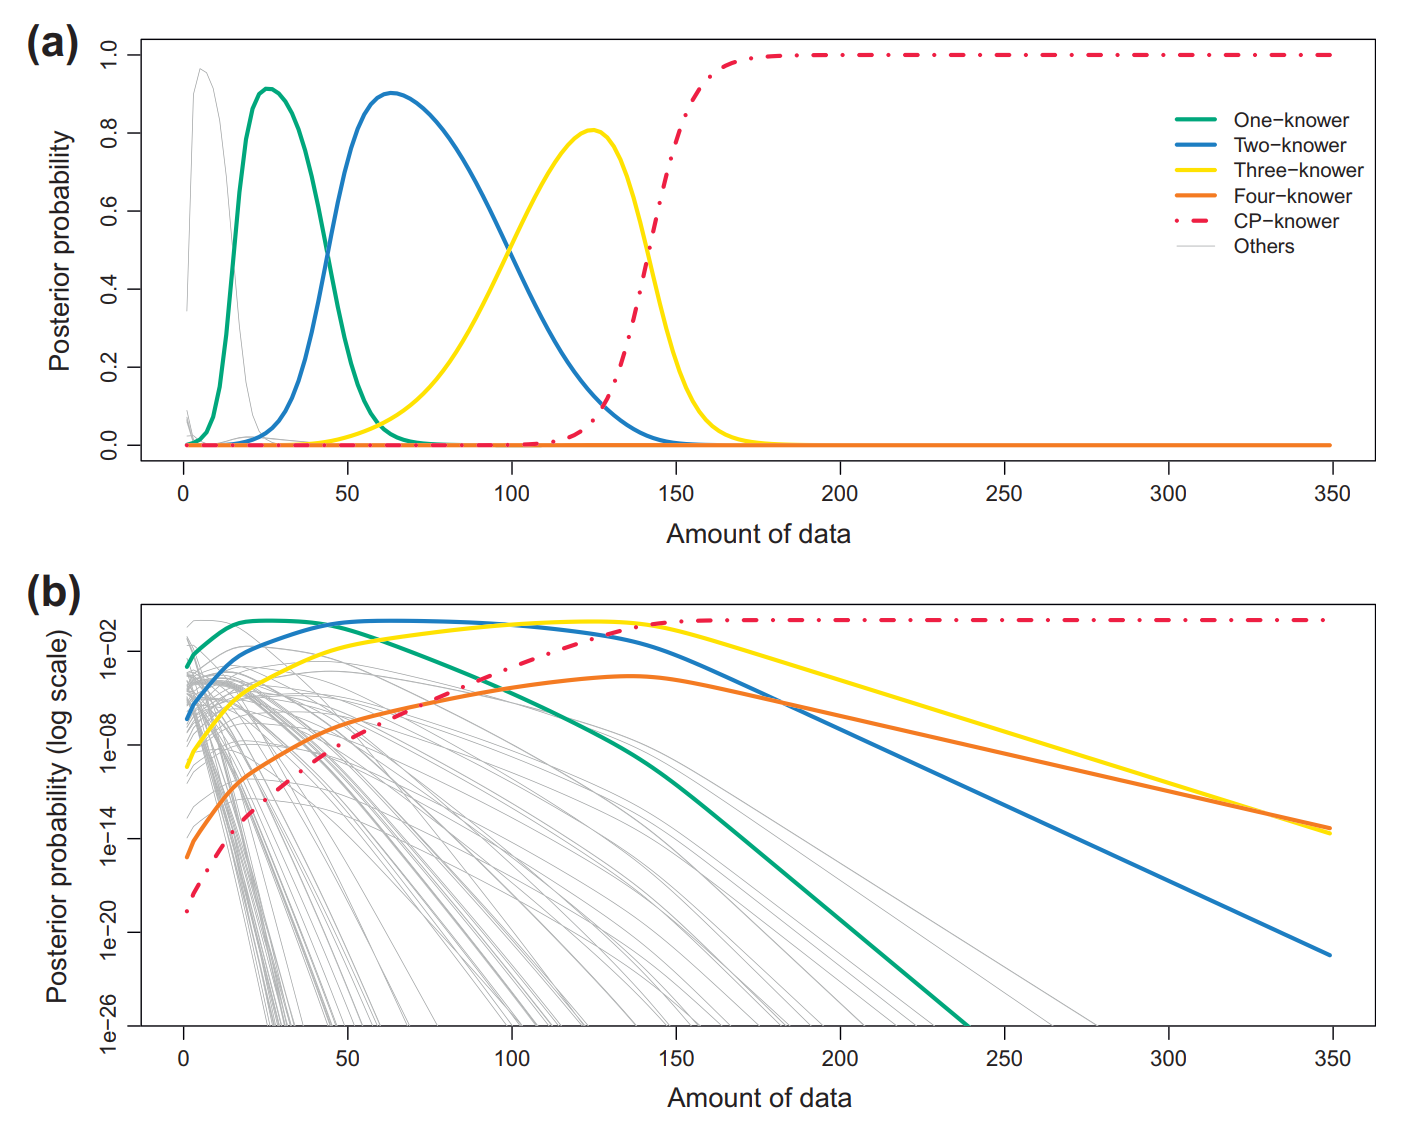 (a)
Posterior probability
1.0
0.8
0.6
0.4
0.2
0.0
One−knower
Two−knower
Three−knower
Four−knower
CP−knower
Others
0 50 100 150 200 250 300 350
Amount of data
(b)
Posterior probability (log scale)
1e−02
1e−08
1e−14
1e−20
1e−26
0 50 100 150 200 250 300 350
Amount of data